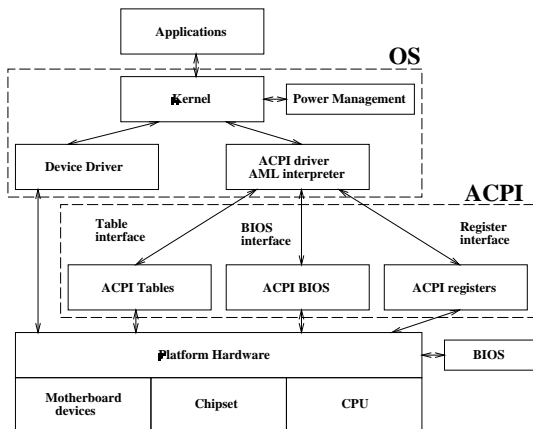 Applications
OS
Kernel
Power Management
Device Driver
ACPI driver
AML interpreter
ACPI
Table
interface
BIOS
interface
Register
interface
ACPI Tables
ACPI BIOS
ACPI registers
Platform Hardware
BIOS
Motherboard
devices
Chipset
CPU